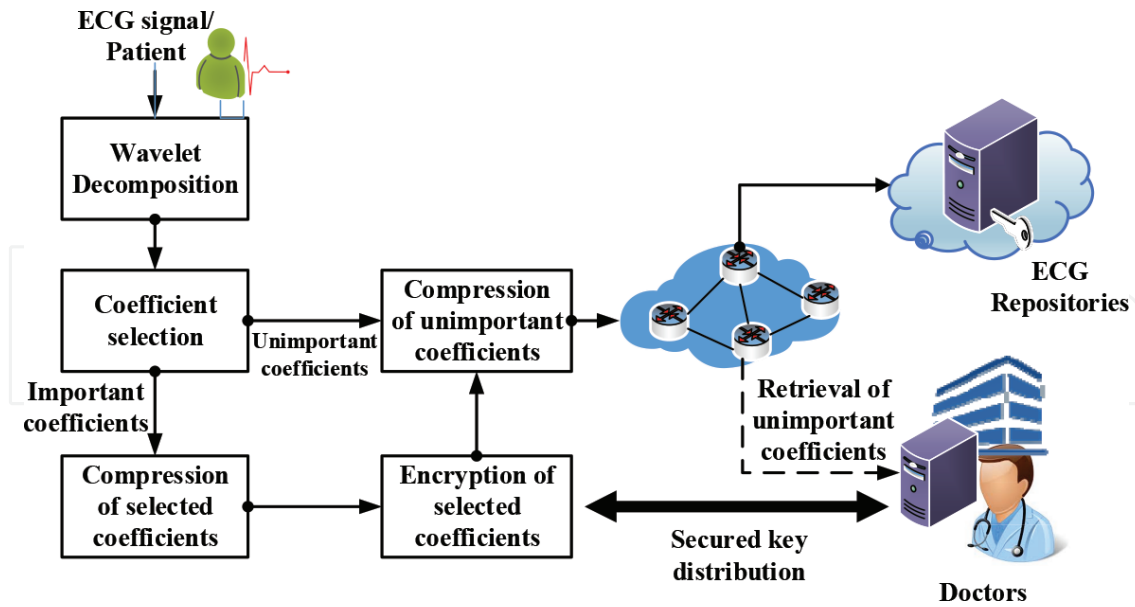 ECG signal/
Patient
Wavelet
Decomposition
Coefficient
selection
Unimportant
coefficients
Compression
of unimportant
coefficients
Important
coefficients
Compression
of selected
coefficients
Encryption of
selected
coefficients
ECG
Repositories
Retrieval of
unimportant
coefficients
Secured key
distribution
Doctors